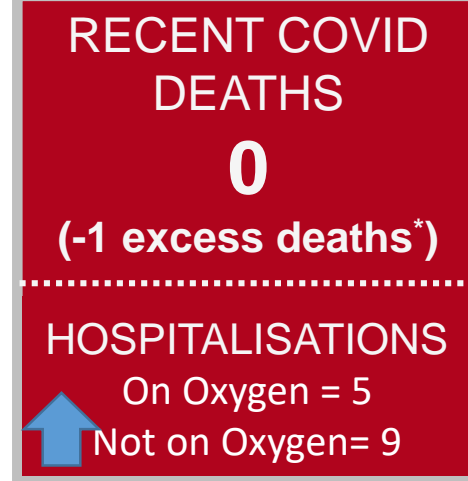 RECENT COVID
DEATHS
0
(-1 excess deaths*)
HOSPITALISATIONS
On Oxygen = 5
Not on Oxygen= 9